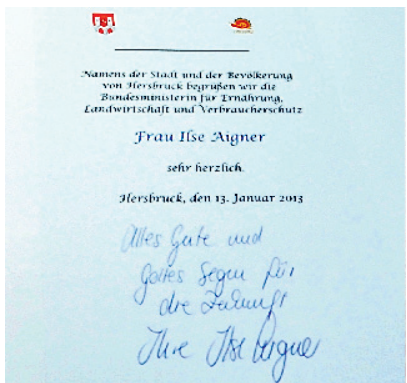 Namens der Stadt und der Bevölkerung
von Hersbruck begrüßen wir die
Bundesministerin für Ernährung,
Landwirtschaft und Verbraucherschutz
Frau Ilse Aigner
sehr herzlich.
Hersbruck, den 13. Januar 2013
Alles Gute und
Gottes Segen für
die Zukunft
Ihre Ilse Aigner